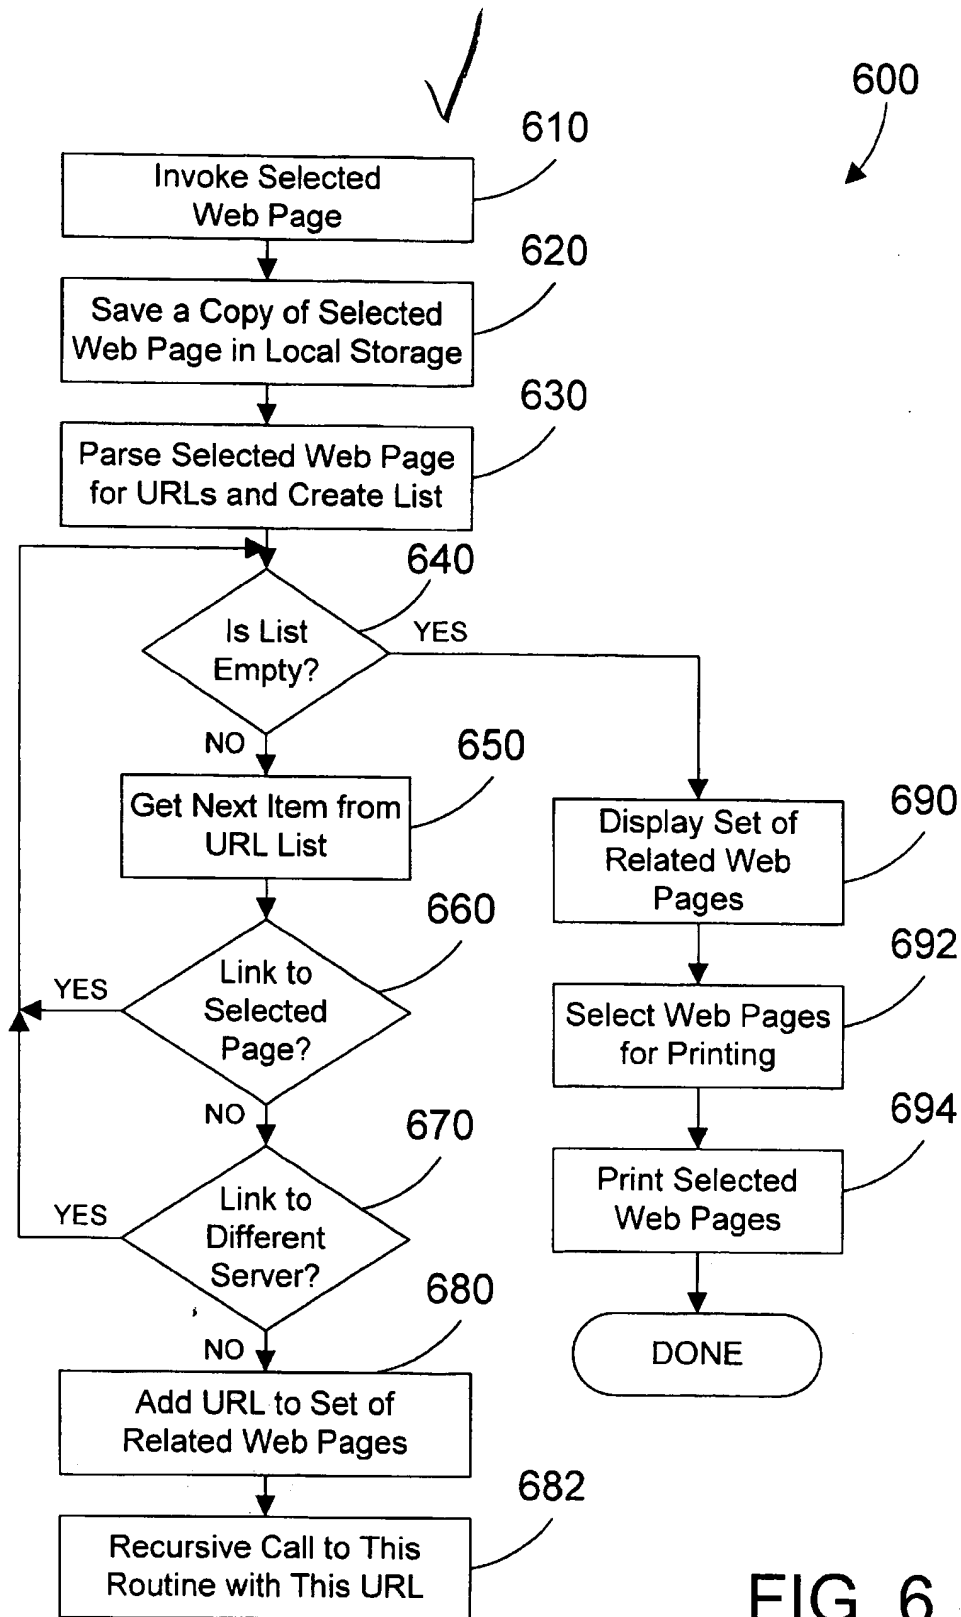 600
610
Invoke Selected
Web Page
620
Save a Copy of Selected
Web Page in Local Storage
630
Parse Selected Web Page
for URLs and Create List
640
Is List
Empty?
YES
NO
650
Get Next Item from
URL List
660
Link to
Selected
Page?
YES
NO
670
Link to
Different
Server?
YES
NO
680
Add URL to Set of
Related Web Pages
682
Recursive Call to This
Routine with This URL
690
Display Set of
Related Web
Pages
692
Select Web Pages
for Printing
694
Print Selected
Web Pages
DONE
FIG. 6